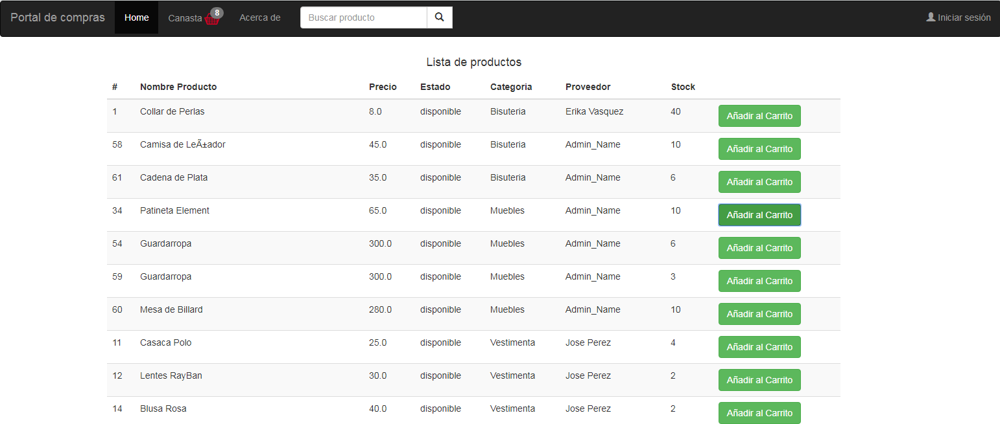 Portal de compras Home Canasta 8 Acerca de Buscar producto Iniciar sesión
Lista de productos
# Nombre Producto Precio Estado Categoria Proveedor Stock
1 Collar de Perlas 8.0 disponible Bisuteria Erika Vasquez 40 Añadir al Carrito
58 Camisa de LeÃ±ador 45.0 disponible Bisuteria Admin_Name 10 Añadir al Carrito
61 Cadena de Plata 35.0 disponible Bisuteria Admin_Name 6 Añadir al Carrito
34 Patineta Element 65.0 disponible Muebles Admin_Name 10 Añadir al Carrito
54 Guardarropa 300.0 disponible Muebles Admin_Name 6 Añadir al Carrito
59 Guardarropa 300.0 disponible Muebles Admin_Name 3 Añadir al Carrito
60 Mesa de Billard 280.0 disponible Muebles Admin_Name 10 Añadir al Carrito
11 Casaca Polo 25.0 disponible Vestimenta Jose Perez 4 Añadir al Carrito
12 Lentes RayBan 30.0 disponible Vestimenta Jose Perez 2 Añadir al Carrito
14 Blusa Rosa 40.0 disponible Vestimenta Jose Perez 2 Añadir al Carrito